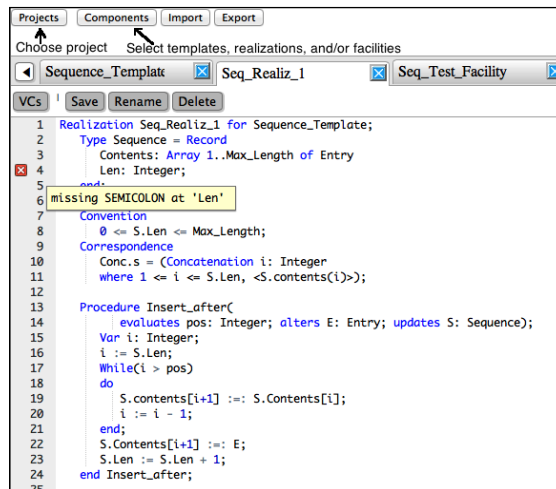 Projects Components Import Export
Choose project Select templates, realizations, and/or facilities
Sequence_Template Seq_Realiz_1 Seq_Test_Facility
VCs Save Rename Delete
1 Realization Seq_Realiz_1 for Sequence_Template;
2 Type Sequence = Record
3 Contents: Array 1..Max_Length of Entry
4 Len: Integer;
5 end;
6 missing SEMICOLON at 'Len'
7 Convention
8 0 <= S.Len <= Max_Length;
9 Correspondence
10 Conc.s = (Concatenation i: Integer
11 where 1 <= i <= S.Len, <S.contents(i)>);
12
13 Procedure Insert_after(
14 evaluates pos: Integer; alters E: Entry; updates S: Sequence);
15 Var i: Integer;
16 i := S.Len;
17 While(i > pos)
18 do
19 S.contents[i+1] :=: S.Contents[i];
20 i := i - 1;
21 end;
22 S.Contents[i+1] :=: E;
23 S.Len := S.Len + 1;
24 end Insert_after;
25